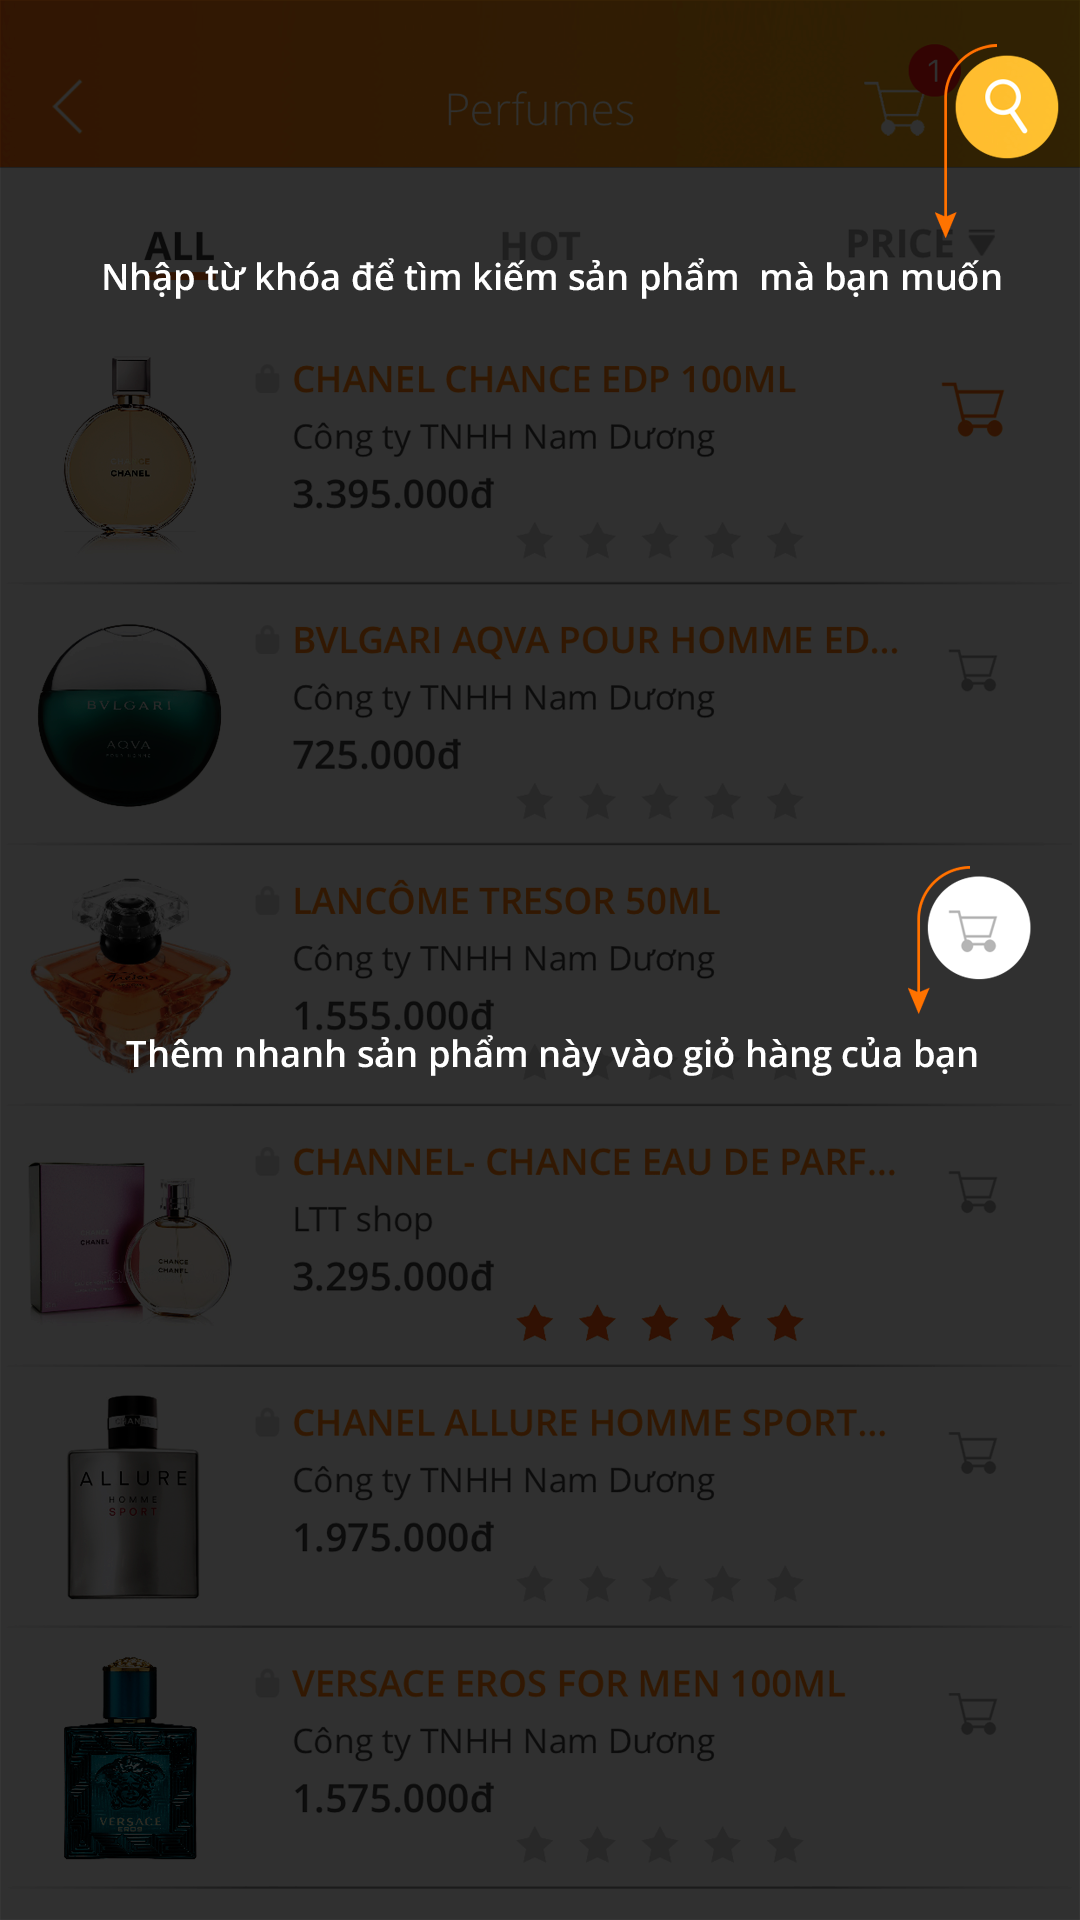 1
Perfumes
ALL
HOT
PRICE
Nhập từ khóa để tìm kiếm sản phẩm mà bạn muốn
CHANEL CHANCE EDP 100ML
Công ty TNHH Nam Dương
3.395.000đ
CHANCE
CHANEL
BVLGARI AQVA POUR HOMME ED...
Công ty TNHH Nam Dương
725.000đ
BVLGARI
AQVA
POUR HOMME
LANCÔME TRESOR 50ML
Công ty TNHH Nam Dương
1.555.000đ
Thêm nhanh sản phẩm này vào giỏ hàng của bạn
CHANNEL- CHANCE EAU DE PARF...
LTT shop
3.295.000đ
CHANEL
CHANCE
CHANEL
CHANEL ALLURE HOMME SPORT...
Công ty TNHH Nam Dương
1.975.000đ
ALLURE
HOMME
SPORT
VERSACE EROS FOR MEN 100ML
Công ty TNHH Nam Dương
1.575.000đ
VERSACE
EROS